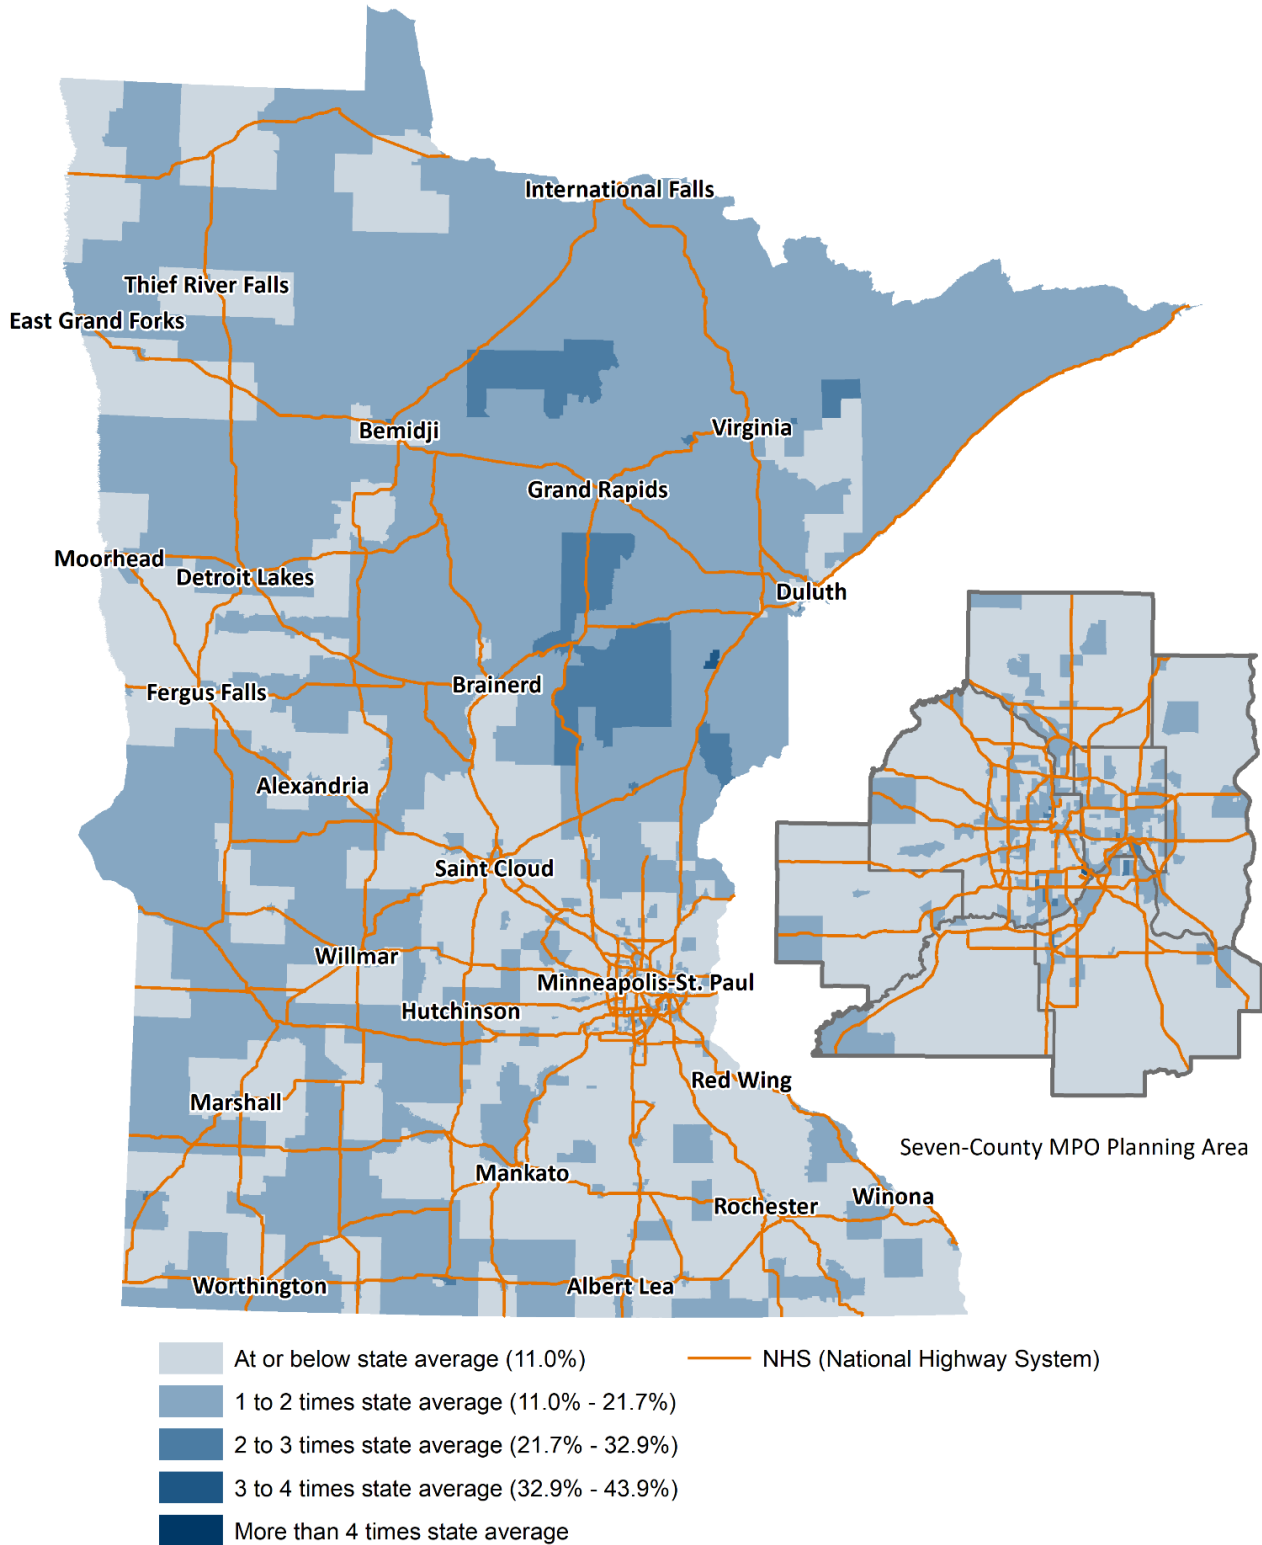 International Falls
Thief River Falls
East Grand Forks
Bemidji
Virginia
Grand Rapids
Moorhead
Detroit Lakes
Duluth
Fergus Falls
Brainerd
Alexandria
Saint Cloud
Willmar
Minneapolis-St. Paul
Hutchinson
Red Wing
Marshall
Seven-County MPO Planning Area
Mankato
Rochester
Winona
Worthington
Albert Lea
At or below state average (11.0%)
NHS (National Highway System)
1 to 2 times state average (11.0% - 21.7%)
2 to 3 times state average (21.7% - 32.9%)
3 to 4 times state average (32.9% - 43.9%)
More than 4 times state average